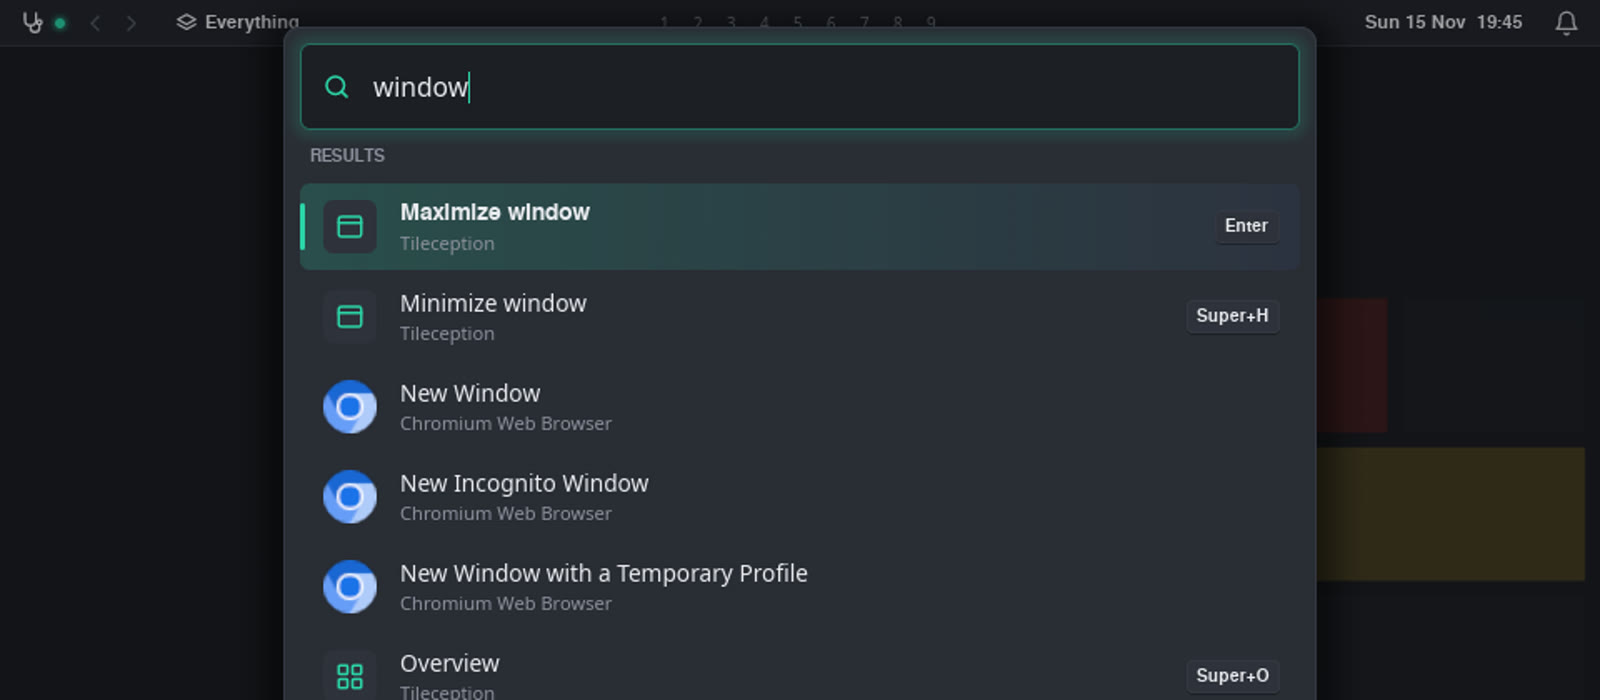 Everything
1 2 3 4 5 6 7 8 9
Sun 15 Nov 19:45
window
RESULTS
Maximize window
Tileception
Enter
Minimize window
Tileception
Super+H
New Window
Chromium Web Browser
New Incognito Window
Chromium Web Browser
New Window with a Temporary Profile
Chromium Web Browser
Overview
Tileception
Super+O